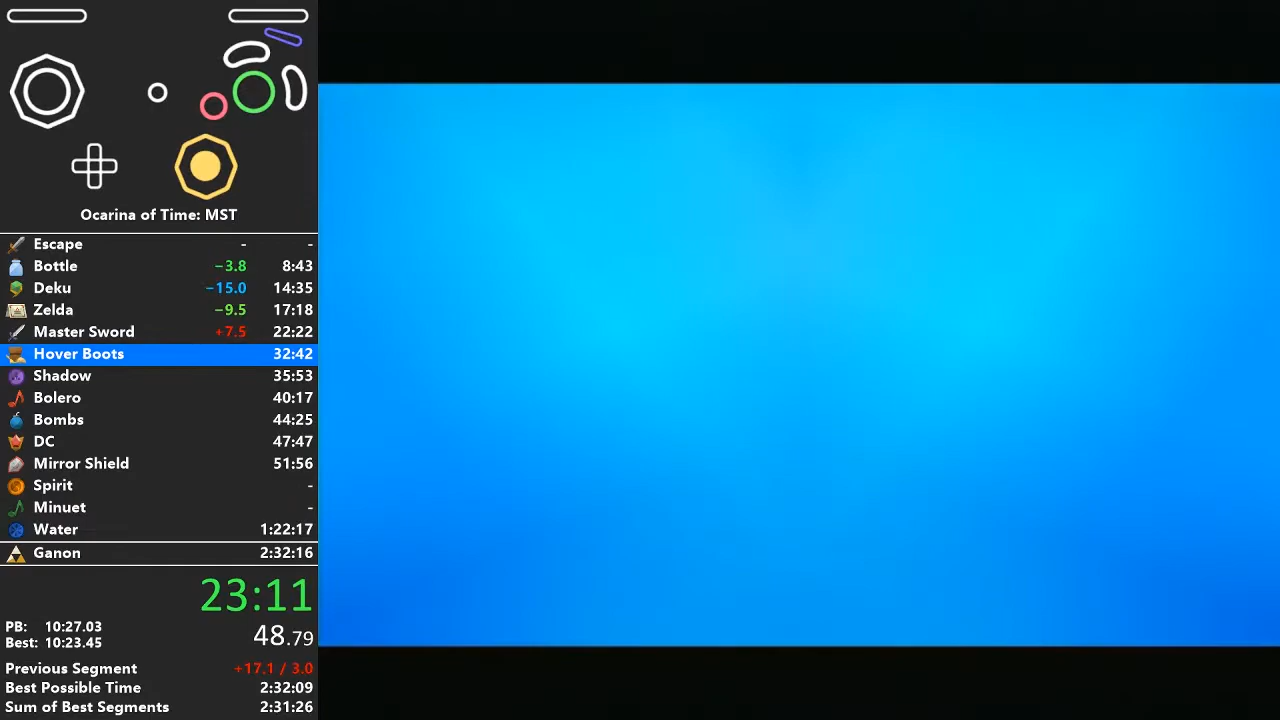 Ocarina of Time: MST
Escape - -
Bottle −3.8 8:43
Deku −15.0 14:35
Zelda −9.5 17:18
Master Sword +7.5 22:22
Hover Boots 32:42
Shadow 35:53
Bolero 40:17
Bombs 44:25
DC 47:47
Mirror Shield 51:56
Spirit -
Minuet -
Water 1:22:17
Ganon 2:32:16
23:11
PB: 10:27.03
48.79
Best: 10:23.45
Previous Segment +17.1 / 3.0
Best Possible Time 2:32:09
Sum of Best Segments 2:31:26